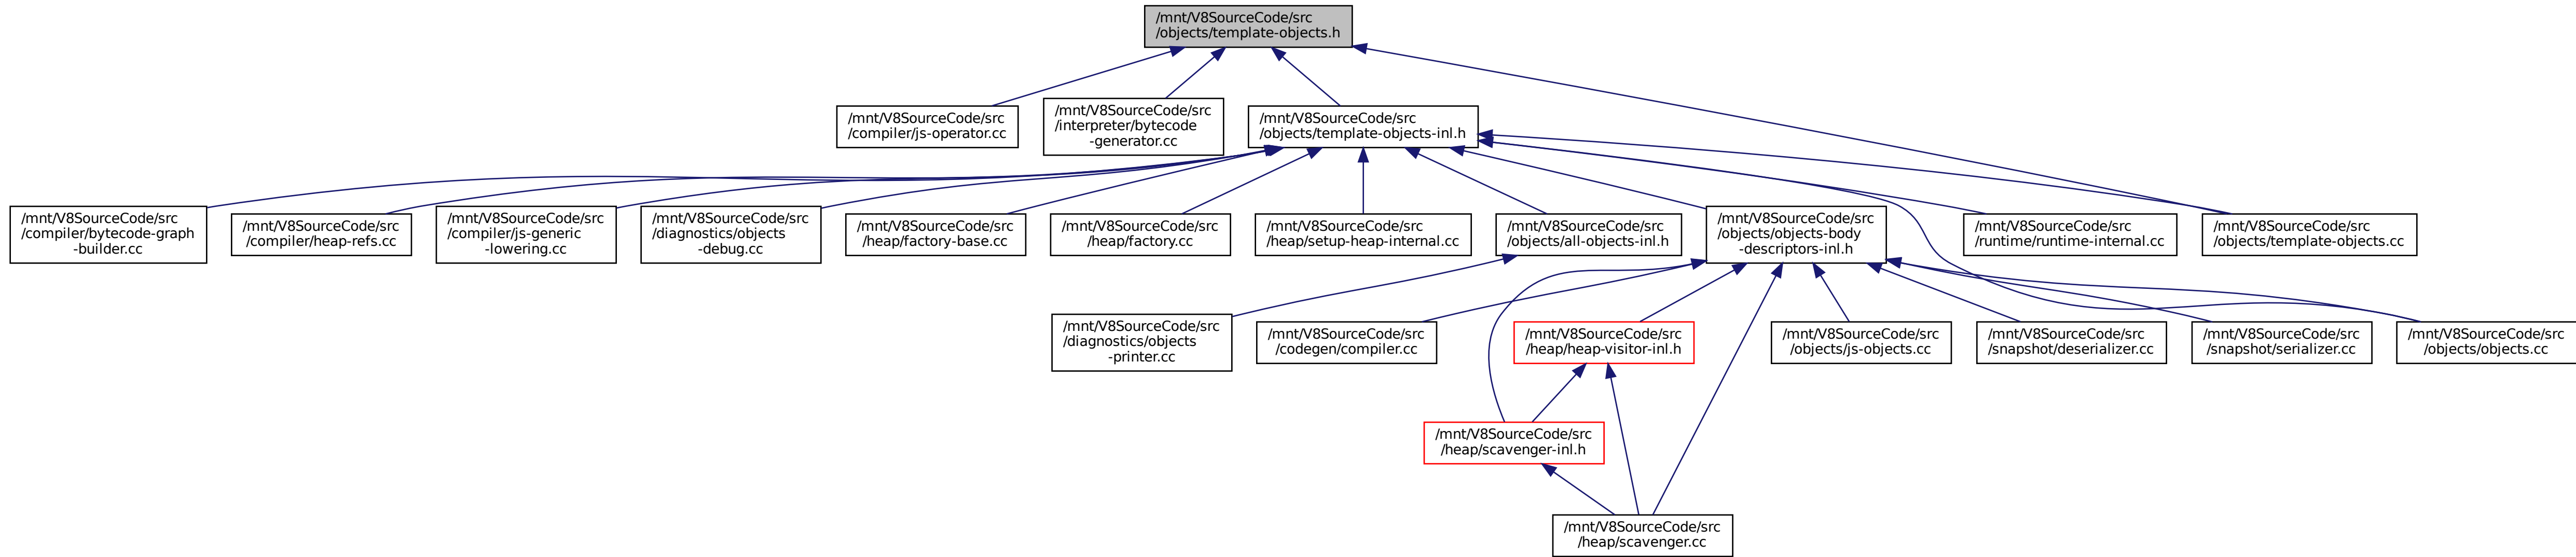 /mnt/V8SourceCode/src
/objects/template-objects.h
/mnt/V8SourceCode/src
/compiler/js-operator.cc
/mnt/V8SourceCode/src
/interpreter/bytecode
-generator.cc
/mnt/V8SourceCode/src
/objects/template-objects-inl.h
/mnt/V8SourceCode/src
/compiler/bytecode-graph
-builder.cc
/mnt/V8SourceCode/src
/compiler/heap-refs.cc
/mnt/V8SourceCode/src
/compiler/js-generic
-lowering.cc
/mnt/V8SourceCode/src
/diagnostics/objects
-debug.cc
/mnt/V8SourceCode/src
/heap/factory-base.cc
/mnt/V8SourceCode/src
/heap/factory.cc
/mnt/V8SourceCode/src
/heap/setup-heap-internal.cc
/mnt/V8SourceCode/src
/objects/all-objects-inl.h
/mnt/V8SourceCode/src
/objects/objects-body
-descriptors-inl.h
/mnt/V8SourceCode/src
/runtime/runtime-internal.cc
/mnt/V8SourceCode/src
/objects/template-objects.cc
/mnt/V8SourceCode/src
/diagnostics/objects
-printer.cc
/mnt/V8SourceCode/src
/codegen/compiler.cc
/mnt/V8SourceCode/src
/heap/heap-visitor-inl.h
/mnt/V8SourceCode/src
/objects/js-objects.cc
/mnt/V8SourceCode/src
/snapshot/deserializer.cc
/mnt/V8SourceCode/src
/snapshot/serializer.cc
/mnt/V8SourceCode/src
/objects/objects.cc
/mnt/V8SourceCode/src
/heap/scavenger-inl.h
/mnt/V8SourceCode/src
/heap/scavenger.cc